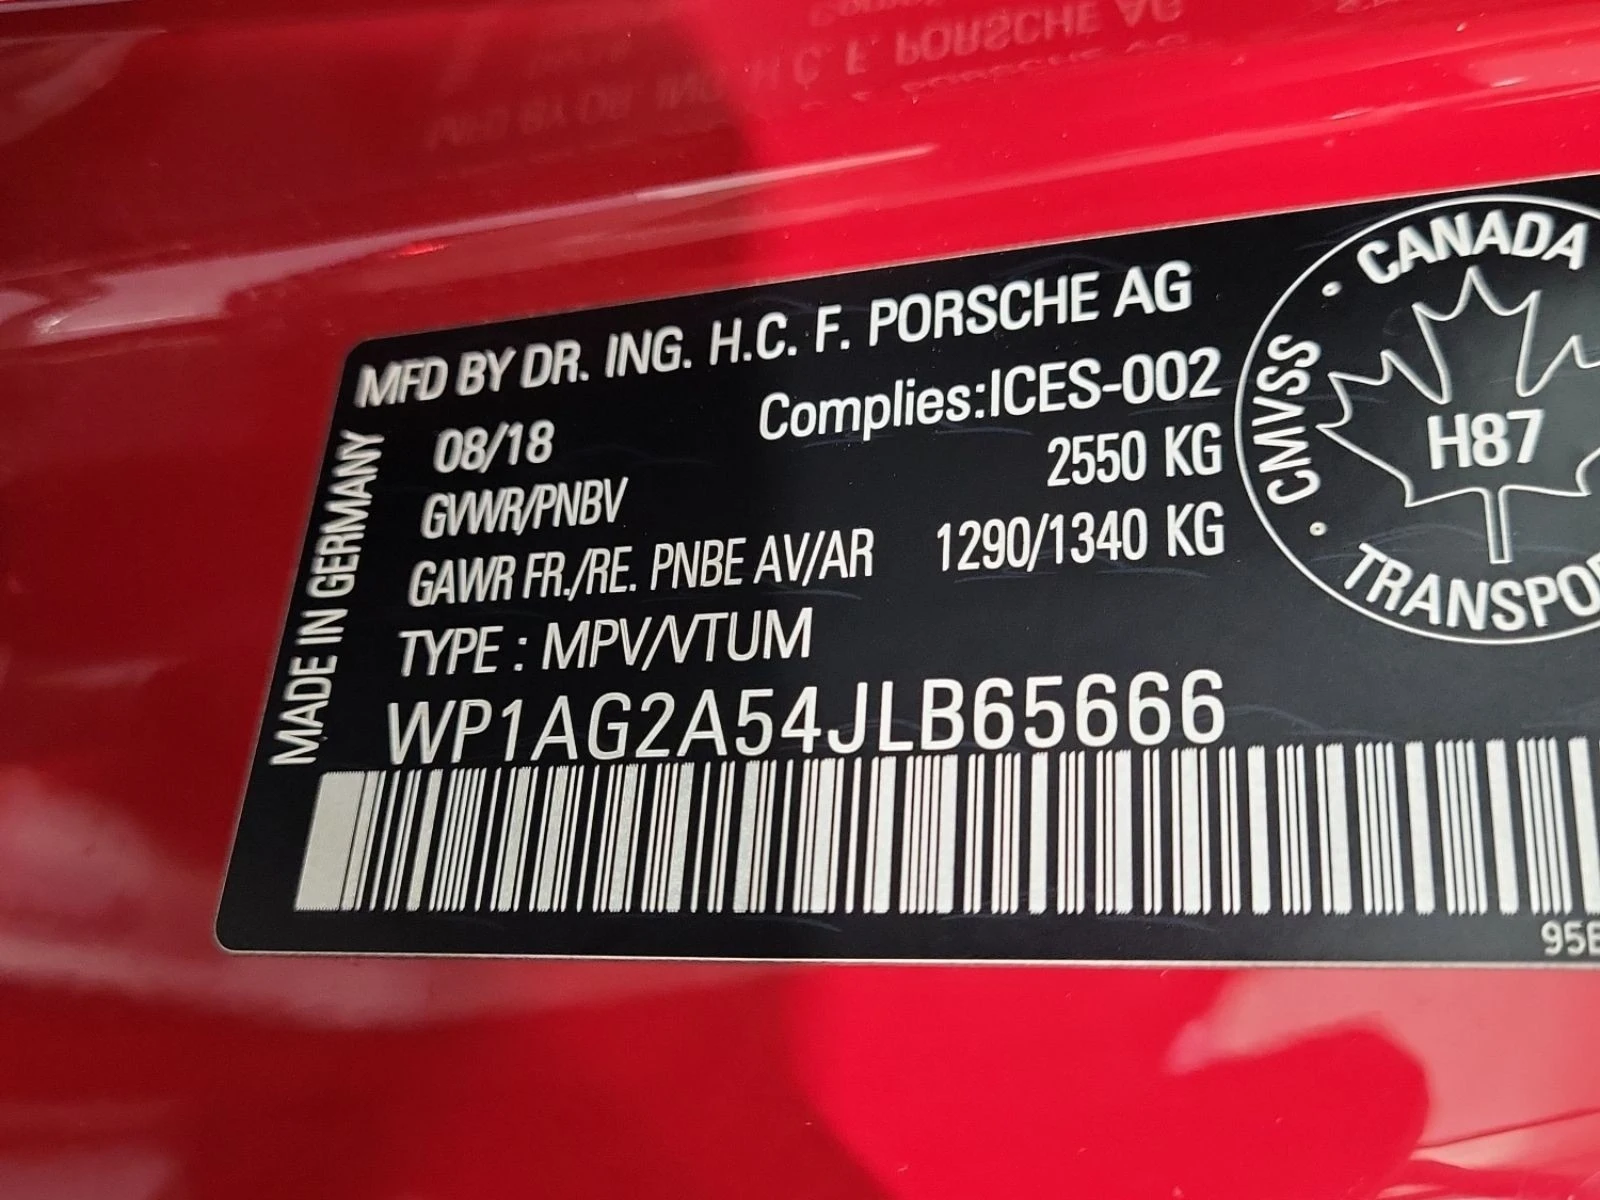 MFD BY DR. ING. H.C. F. PORSCHE AG
08/18 Complies:ICES-002
GVWR/PNBV 2550 KG
GAWR FR./RE. PNBE AV/AR 1290/1340 KG
TYPE : MPV/VTUM
WP1AG2A54JLB65666
MADE IN GERMANY
• CANADA
CMVSS •
H87
TRANSPO
95B